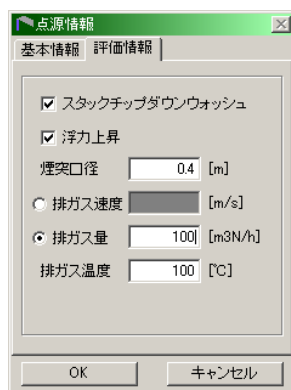 点源情報
基本情報 評価情報
スタックチップダウンウォッシュ
浮力上昇
煙突口径 0.4 [m]
排ガス速度 [m/s]
排ガス量 100 [m3N/h]
排ガス温度 100 [℃]
OK キャンセル